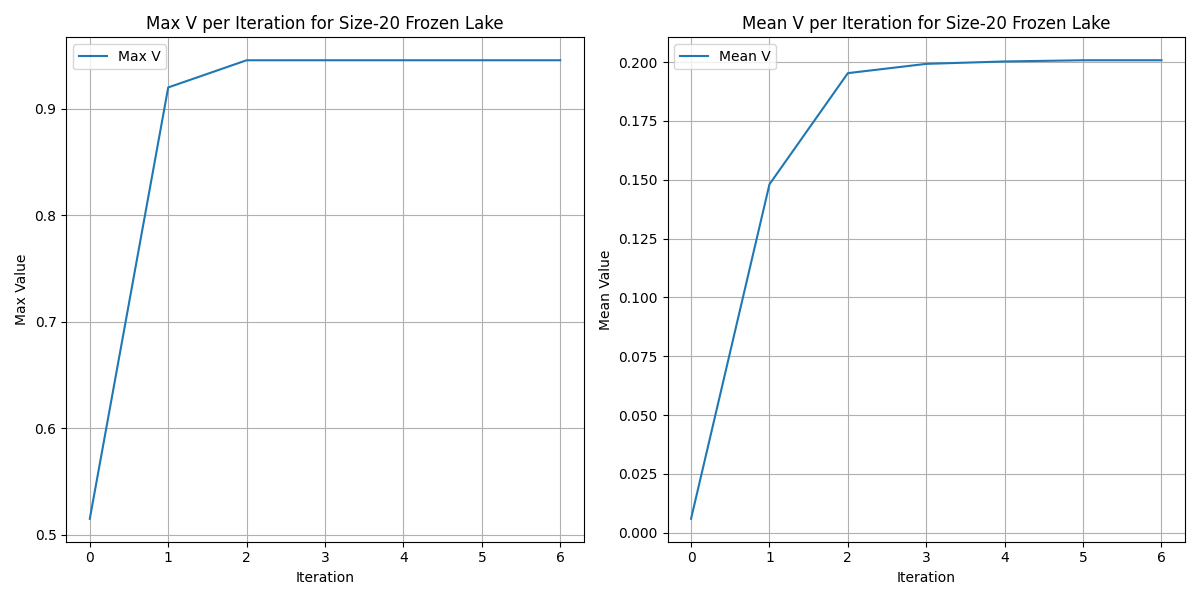 Max V per Iteration for Size-20 Frozen Lake
Max V
0.9
0.8
0.7
0.6
0.5
Max Value
0 1 2 3 4 5 6
Iteration
Mean V per Iteration for Size-20 Frozen Lake
Mean V
0.200
0.175
0.150
0.125
0.100
0.075
0.050
0.025
0.000
Mean Value
0 1 2 3 4 5 6
Iteration